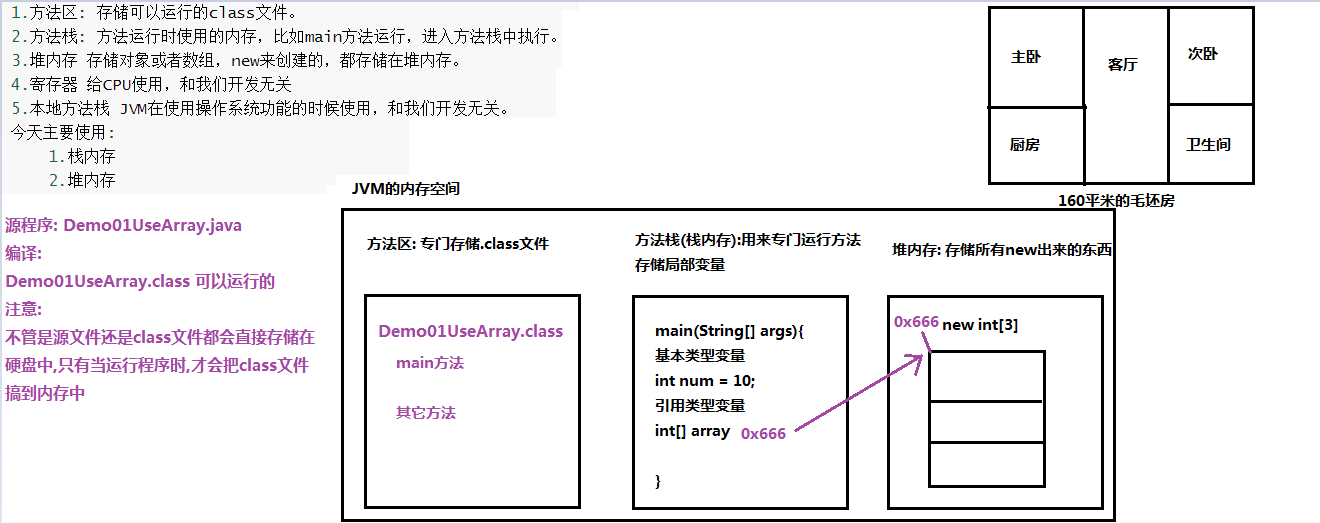 1.方法区: 存储可以运行的class文件。
2.方法栈: 方法运行时使用的内存，比如main方法运行，进入方法栈中执行。
3.堆内存 存储对象或者数组，new来创建的，都存储在堆内存。
4.寄存器 给CPU使用，和我们开发无关
5.本地方法栈 JVM在使用操作系统功能的时候使用，和我们开发无关。
今天主要使用:
1.栈内存
2.堆内存
主卧
客厅
次卧
厨房
卫生间
160平米的毛坯房
源程序: Demo01UseArray.java
编译:
Demo01UseArray.class 可以运行的
注意:
不管是源文件还是class文件都会直接存储在
硬盘中,只有当运行程序时,才会把class文件
搞到内存中
JVM的内存空间
方法区: 专门存储.class文件
Demo01UseArray.class
main方法
其它方法
方法栈(栈内存):用来专门运行方法
存储局部变量
main(String[] args){
基本类型变量
int num = 10;
引用类型变量
int[] array 0x666
}
堆内存: 存储所有new出来的东西
0x666 new int[3]